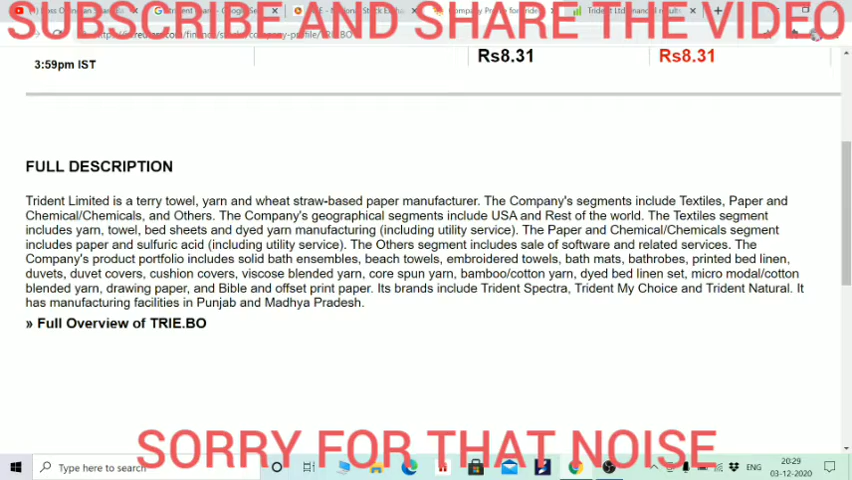 SUBSCRIBE AND SHARE THE VIDEO
Rs8.31
Rs8.31
3:59pm IST
FULL DESCRIPTION
Trident Limited is a terry towel, yarn and wheat straw-based paper manufacturer. The Company's segments include Textiles, Paper and
Chemical/Chemicals, and Others. The Company's geographical segments include USA and Rest of the world. The Textiles segment
includes yarn, towel, bed sheets and dyed yarn manufacturing (including utility service). The Paper and Chemical/Chemicals segment
includes paper and sulfuric acid (including utility service). The Others segment includes sale of software and related services. The
Company's product portfolio includes solid bath ensembles, beach towels, embroidered towels, bath mats, bathrobes, printed bed linen,
duvets, duvet covers, cushion covers, viscose blended yarn, core spun yarn, bamboo/cotton yarn, dyed bed linen set, micro modal/cotton
blended yarn, drawing paper, and Bible and offset print paper. Its brands include Trident Spectra, Trident My Choice and Trident Natural. It
has manufacturing facilities in Punjab and Madhya Pradesh.
» Full Overview of TRIE.BO
SORRY FOR THAT NOISE
Type here to search
ENG
20:29
03-12-2020